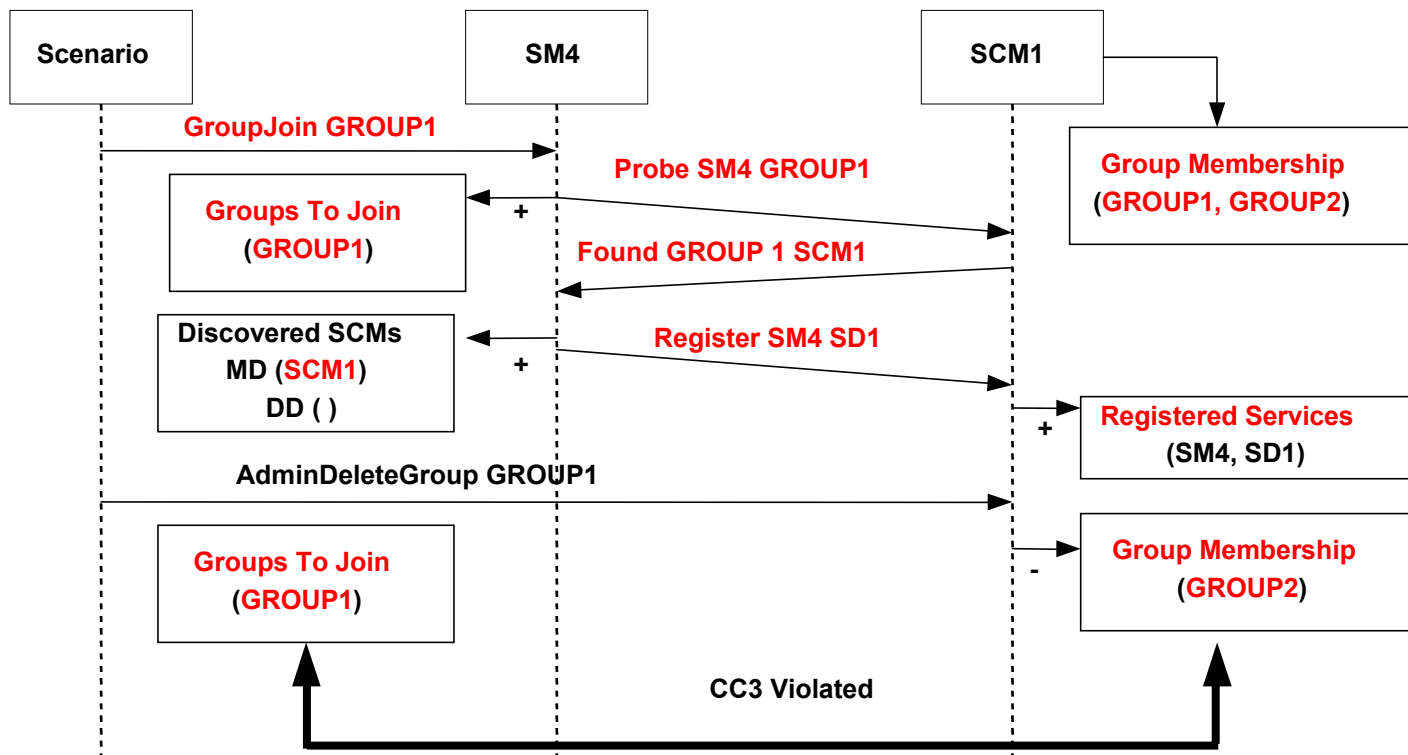 Scenario
SM4
SCM1
GroupJoin GROUP1
Probe SM4 GROUP1
Group Membership
(GROUP1, GROUP2)
Groups To Join
(GROUP1)
+
Found GROUP 1 SCM1
Discovered SCMs
MD (SCM1)
DD ( )
+
Register SM4 SD1
+
Registered Services
(SM4, SD1)
AdminDeleteGroup GROUP1
Groups To Join
(GROUP1)
-
Group Membership
(GROUP2)
CC3 Violated